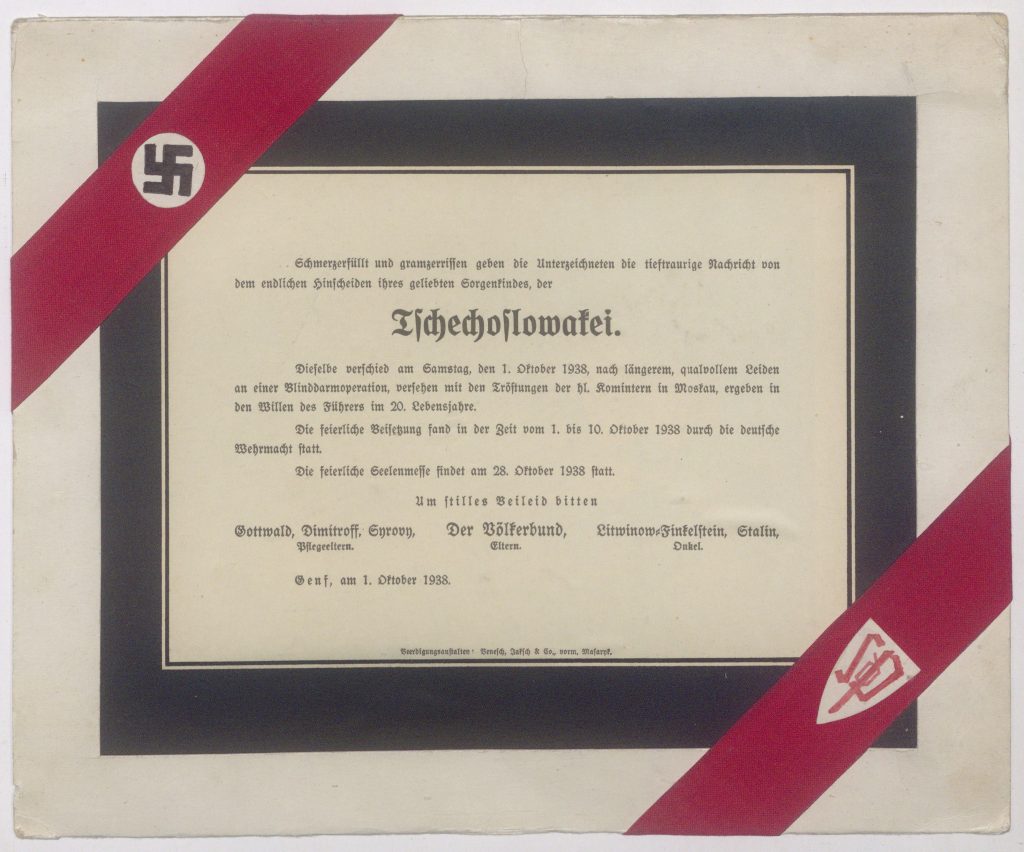 Schmerzerfüllt und gramzerrissen geben die Unterzeichneten die tieftraurige Nachricht von
dem endlichen Hinscheiden ihres geliebten Sorgenkindes, der
Tschechoslowakei.
Dieselbe verschied am Samstag, den 1. Oktober 1938, nach längerem, qualvollem Leiden
an einer Blinddarmoperation, versehen mit den Tröstungen der hl. Komintern in Moskau, ergeben in
den Willen des Führers im 20. Lebensjahre.
Die feierliche Beisetzung fand in der Zeit vom 1. bis 10. Oktober 1938 durch die deutsche
Wehrmacht statt.
Die feierliche Seelenmesse findet am 28. Oktober 1938 statt.
Um stilles Beileid bitten
Gottwald, Dimitroff, Syrovy, Der Völkerbund, Litwinow-Finkelstein, Stalin,
Pflegeeltern. Eltern. Onkel.
Genf, am 1. Oktober 1938.
Beerdigungsanstalten: Benesch, Jaksch & Co., vorm. Masaryk.
SDP